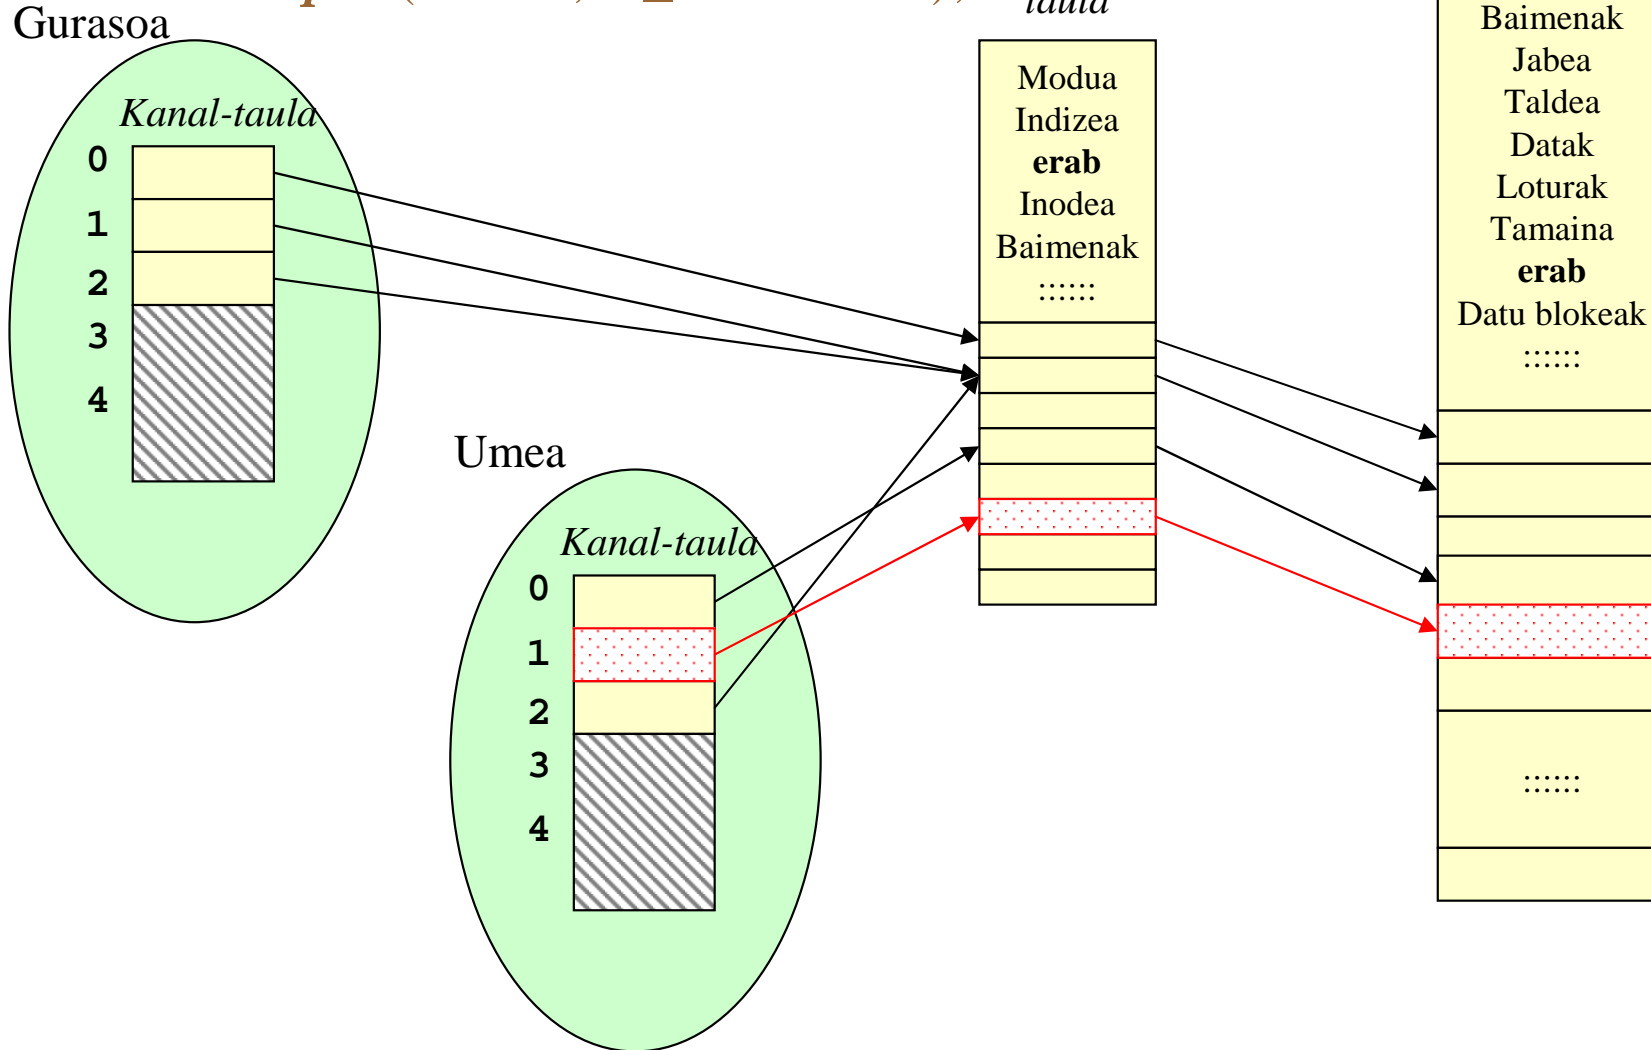 taula
Gurasoa
Kanal-taula
0
1
2
3
4
Umea
Kanal-taula
0
1
2
3
4
Modua
Indizea
erab
Inodea
Baimenak
::::::
Baimenak
Jabea
Taldea
Datak
Loturak
Tamaina
erab
Datu blokeak
::::::
::::::